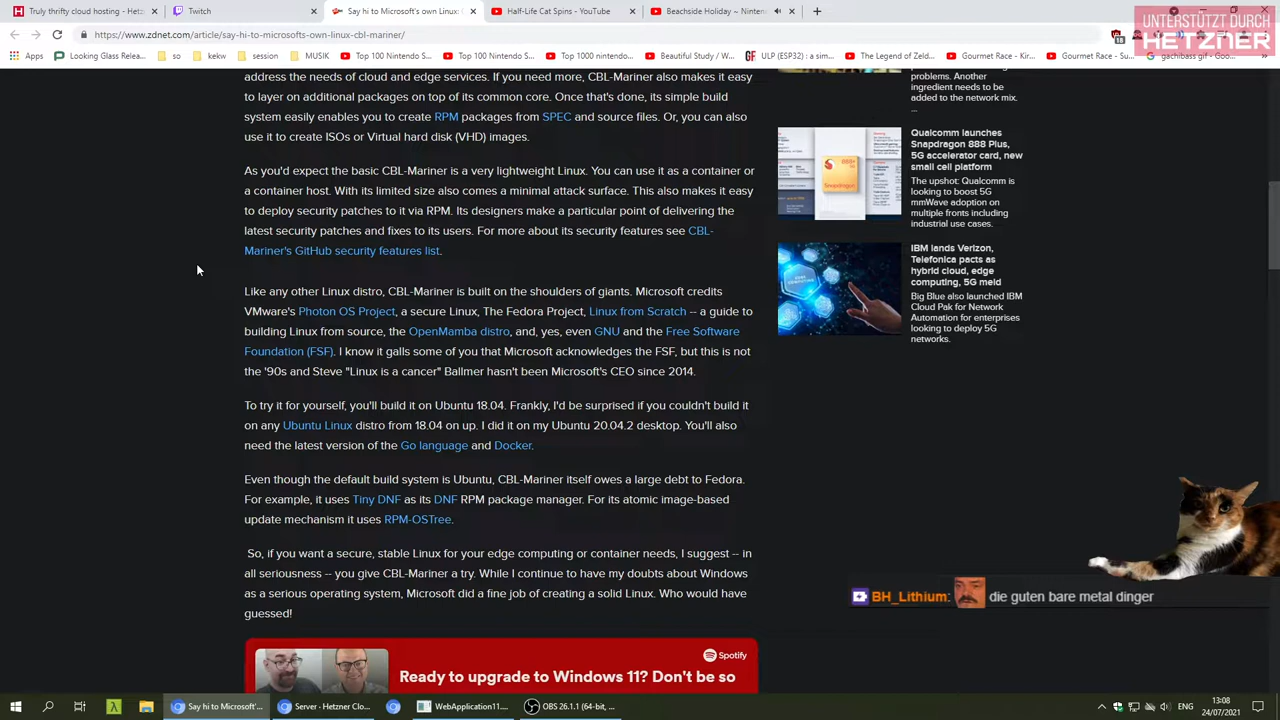 Truly thrifty cloud hosting - Hetz
Twitch
Say hi to Microsoft's own Linux:
Half-Life Cat Spins - YouTube
Beachside Holiday ~ Ninten
UNTERSTÜTZT DURCH
HETZNER
https://www.zdnet.com/article/say-hi-to-microsofts-own-linux-cbl-mariner/
Apps
Looking Glass Relea...
so
körper
session
MUSIK
Top 100 Nintendo...
Top 100 Nintendo S...
Top 1000 nintendo...
Beautiful Study / W...
ULP (ESP32) : a sim...
The Legend of Zeld...
Gourmet Race - Kir...
Gourmet Race - Su...
gachibass gif - Goo...
address the needs of cloud and edge services. If you need more, CBL-Mariner also makes it easy
to layer on additional packages on top of its common core. Once that's done, its simple build
system easily enables you to create RPM packages from SPEC and source files. Or, you can also
use it to create ISOs or Virtual hard disk (VHD) images.
As you'd expect the basic CBL-Mariner is a very lightweight Linux. You can use it as a container or
a container host. With its limited size also comes a minimal attack surface. This also makes it easy
to deploy security patches to it via RPM. Its designers make a particular point of delivering the
latest security patches and fixes to its users. For more about its security features see CBL-
Mariner's GitHub security features list.
Like any other Linux distro, CBL-Mariner is built on the shoulders of giants. Microsoft credits
VMware's Photon OS Project, a secure Linux, The Fedora Project, Linux from Scratch -- a guide to
building Linux from source, the OpenMamba distro, and, yes, even GNU and the Free Software
Foundation (FSF). I know it galls some of you that Microsoft acknowledges the FSF, but this is not
the '90s and Steve "Linux is a cancer" Ballmer hasn't been Microsoft's CEO since 2014.
To try it for yourself, you'll build it on Ubuntu 18.04. Frankly, I'd be surprised if you couldn't build it
on any Ubuntu Linux distro from 18.04 on up. I did it on my Ubuntu 20.04.2 desktop. You'll also
need the latest version of the Go language and Docker.
Even though the default build system is Ubuntu, CBL-Mariner itself owes a large debt to Fedora.
For example, it uses Tiny DNF as its DNF RPM package manager. For its atomic image-based
update mechanism it uses RPM-OSTree.
So, if you want a secure, stable Linux for your edge computing or container needs, I suggest -- in
all seriousness -- you give CBL-Mariner a try. While I continue to have my doubts about Windows
as a serious operating system, Microsoft did a fine job of creating a solid Linux. Who would have
guessed!
Spotify
Ready to upgrade to Windows 11? Don't be so
problems. Another
ingredient needs to be
added to the network mix.
...
Qualcomm launches
Snapdragon 888 Plus,
5G accelerator card, new
small cell platform
The upshot: Qualcomm is
looking to boost 5G
mmWave adoption on
multiple fronts including
industrial use cases.
IBM lands Verizon,
Telefonica pacts as
hybrid cloud, edge
computing, 5G meld
Big Blue also launched IBM
Cloud Pak for Network
Automation for enterprises
looking to deploy 5G
networks.
BH_Lithium: die guten bare metal dinger
Say hi to Microsoft'...
Server · Hetzner Clo...
WebApplication11...
OBS 26.1.1 (64-bit, ...
13:08
24/07/2021